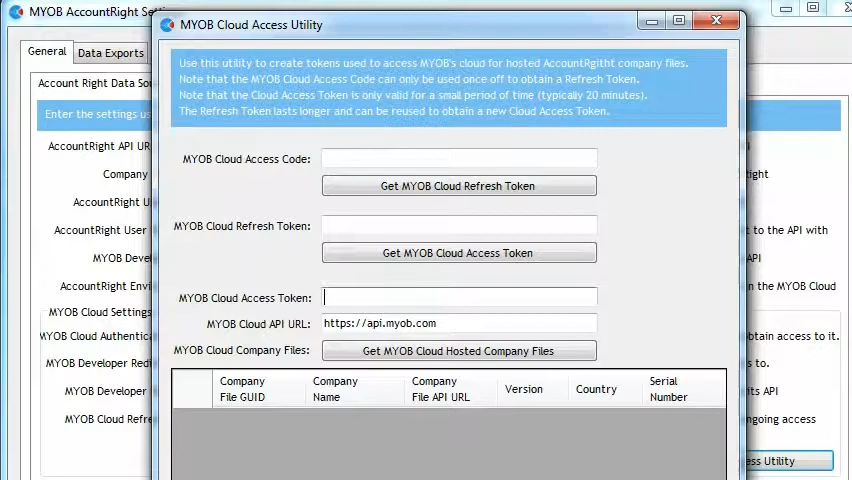 MYOB AccountRight Se
MYOB Cloud Access Utility
General
Data Exports
Account Right Data Sou
Enter the settings us
AccountRight API UR
Company
AccountRight U
AccountRight User
MYOB Deve
AccountRight Envi
MYOB Cloud Settings
MYOB Cloud Authentica
MYOB Developer Redi
MYOB Developer
MYOB Cloud Refre
Use this utility to create tokens used to access MYOB's cloud for hosted AccountRgitht company files.
Note that the MYOB Cloud Access Code can only be used once off to obtain a Refresh Token.
Note that the Cloud Access Token is only valid for a small period of time (typically 20 minutes).
The Refresh Token lasts longer and can be reused to obtain a new Cloud Access Token.
MYOB Cloud Access Code:
Get MYOB Cloud Refresh Token
MYOB Cloud Refresh Token:
Get MYOB Cloud Access Token
MYOB Cloud Access Token:
MYOB Cloud API URL: https://api.myob.com
MYOB Cloud Company Files: Get MYOB Cloud Hosted Company Files
Company File GUID
Company Name
Company File API URL
Version
Country
Serial Number
ight
t to the API with
n the MYOB Cloud
btain access to it.
s to.
its API
ngoing access
ess Utility